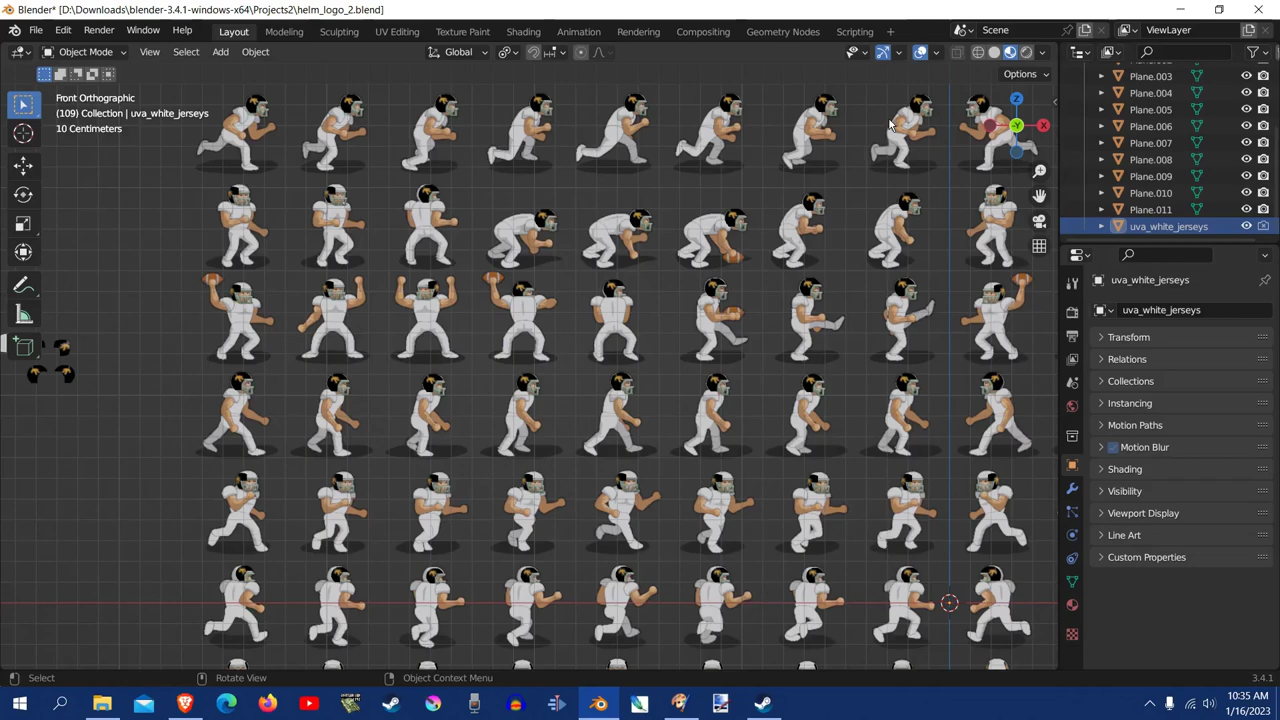 Blender* [D:\Downloads\blender-3.4.1-windows-x64\Projects2\helm_logo_2.blend]
File Edit Render Window Help Layout Modeling Sculpting UV Editing Texture Paint Shading Animation Rendering Compositing Geometry Nodes Scripting + Scene ViewLayer
Object Mode View Select Add Object Global
Options
Front Orthographic
(109) Collection | uva_white_jerseys
10 Centimeters
Z
-Y
X
Plane.003
Plane.004
Plane.005
Plane.006
Plane.007
Plane.008
Plane.009
Plane.010
Plane.011
uva_white_jerseys
uva_white_jerseys
uva_white_jerseys
Transform
Relations
Collections
Instancing
Motion Paths
Motion Blur
Shading
Visibility
Viewport Display
Line Art
Custom Properties
Select Rotate View Object Context Menu 3.4.1
10:35 AM
1/16/2023